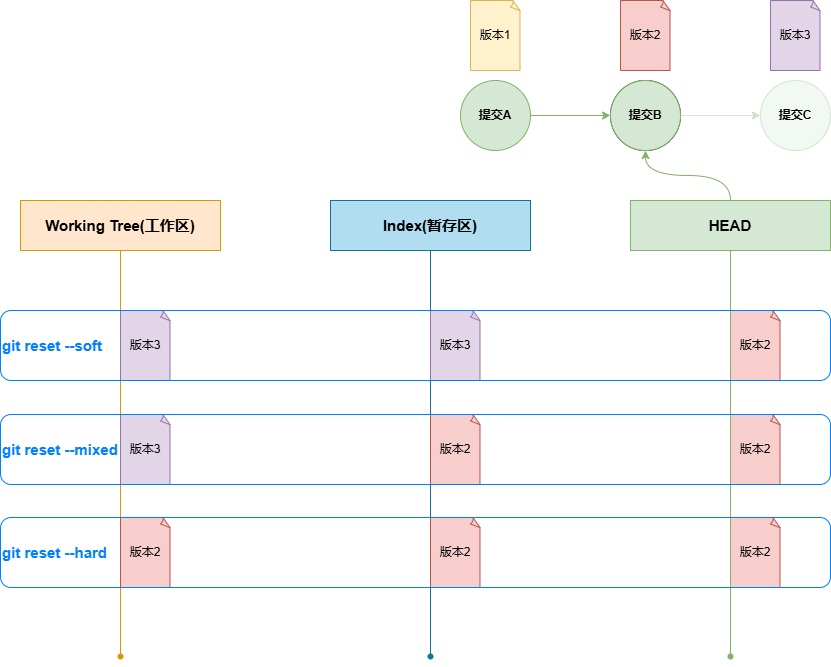 版本1
版本2
版本3
提交A
提交B
提交C
Working Tree(工作区)
Index(暂存区)
HEAD
git reset --soft
版本3
版本3
版本2
git reset --mixed
版本3
版本2
版本2
git reset --hard
版本2
版本2
版本2